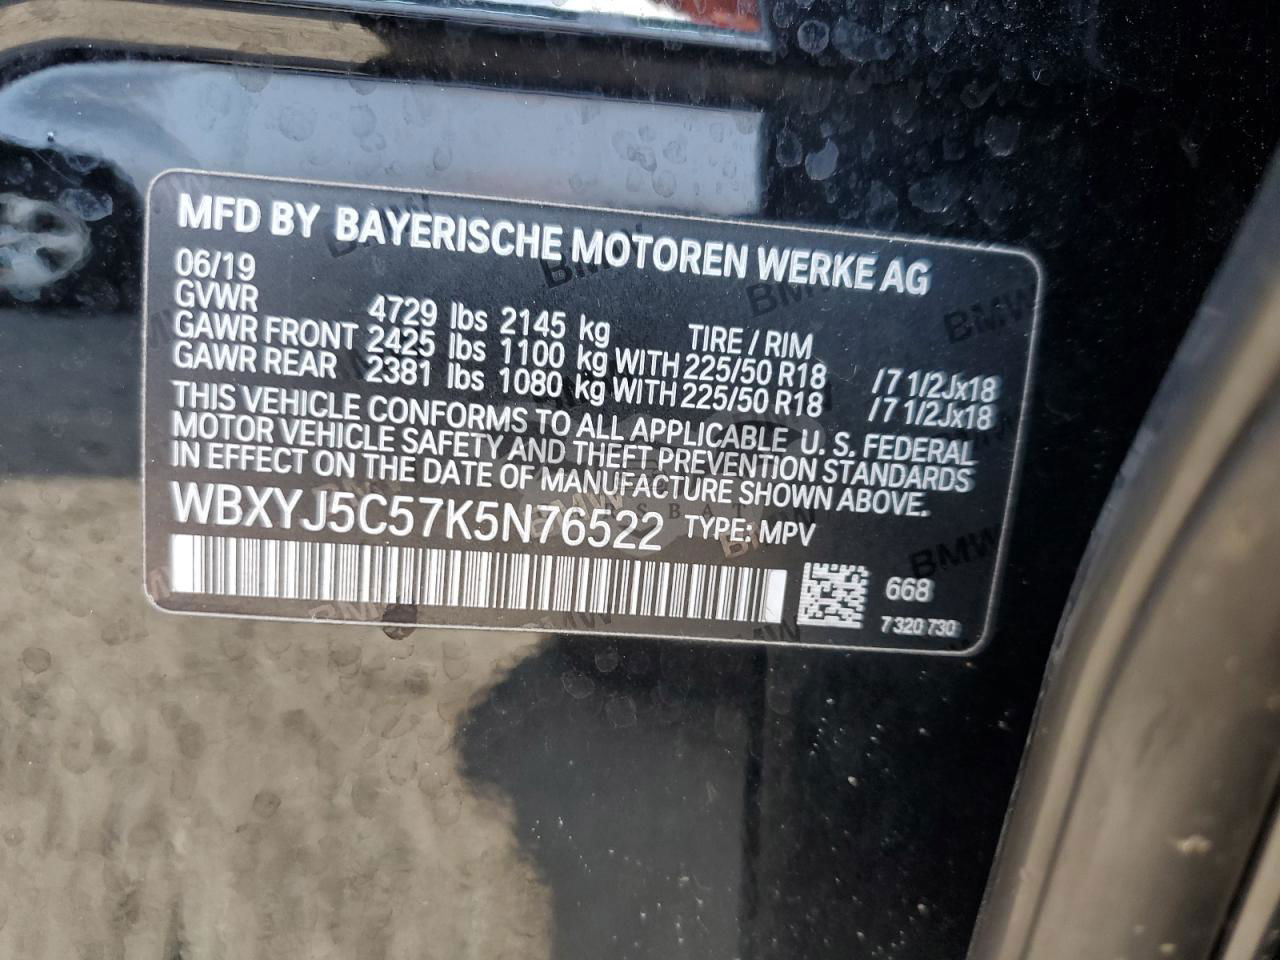 MFD BY BAYERISCHE MOTOREN WERKE AG
06/19
GVWR 4729 lbs 2145 kg TIRE / RIM
GAWR FRONT 2425 lbs 1100 kg WITH 225/50 R18 /7 1/2Jx18
GAWR REAR 2381 lbs 1080 kg WITH 225/50 R18 /7 1/2Jx18
THIS VEHICLE CONFORMS TO ALL APPLICABLE U. S. FEDERAL
MOTOR VEHICLE SAFETY AND THEFT PREVENTION STANDARDS
IN EFFECT ON THE DATE OF MANUFACTURE SHOWN ABOVE.
WBXYJ5C57K5N76522 TYPE: MPV
668
7 320 730